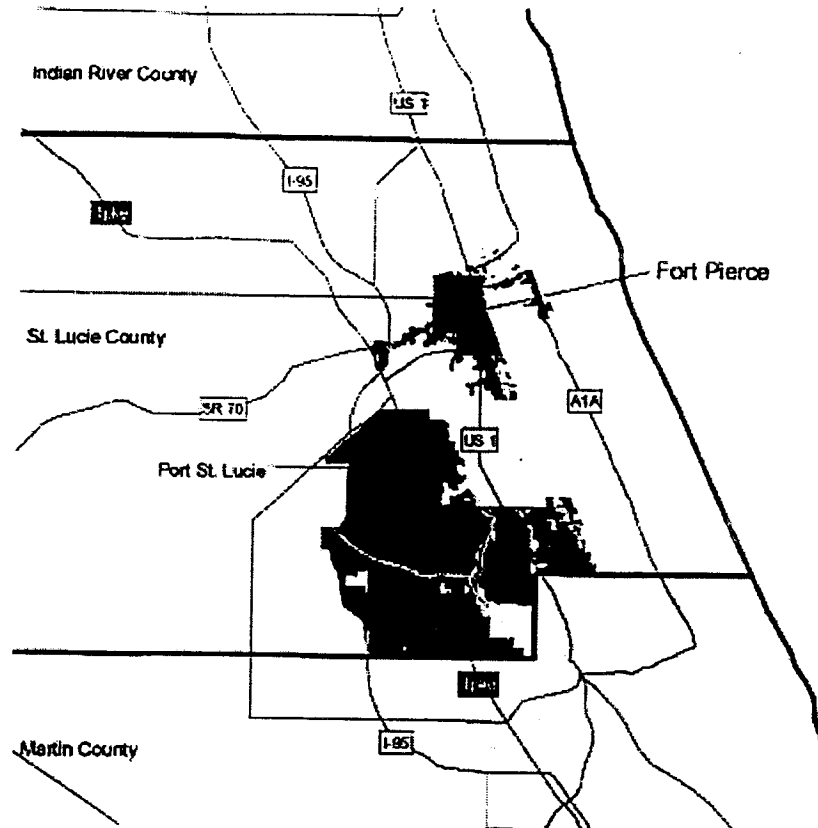 Indian River County
US 1
I-95
Fort Pierce
St. Lucie County
SR 70
A1A
US 1
Port St. Lucie
I-95
Martin County